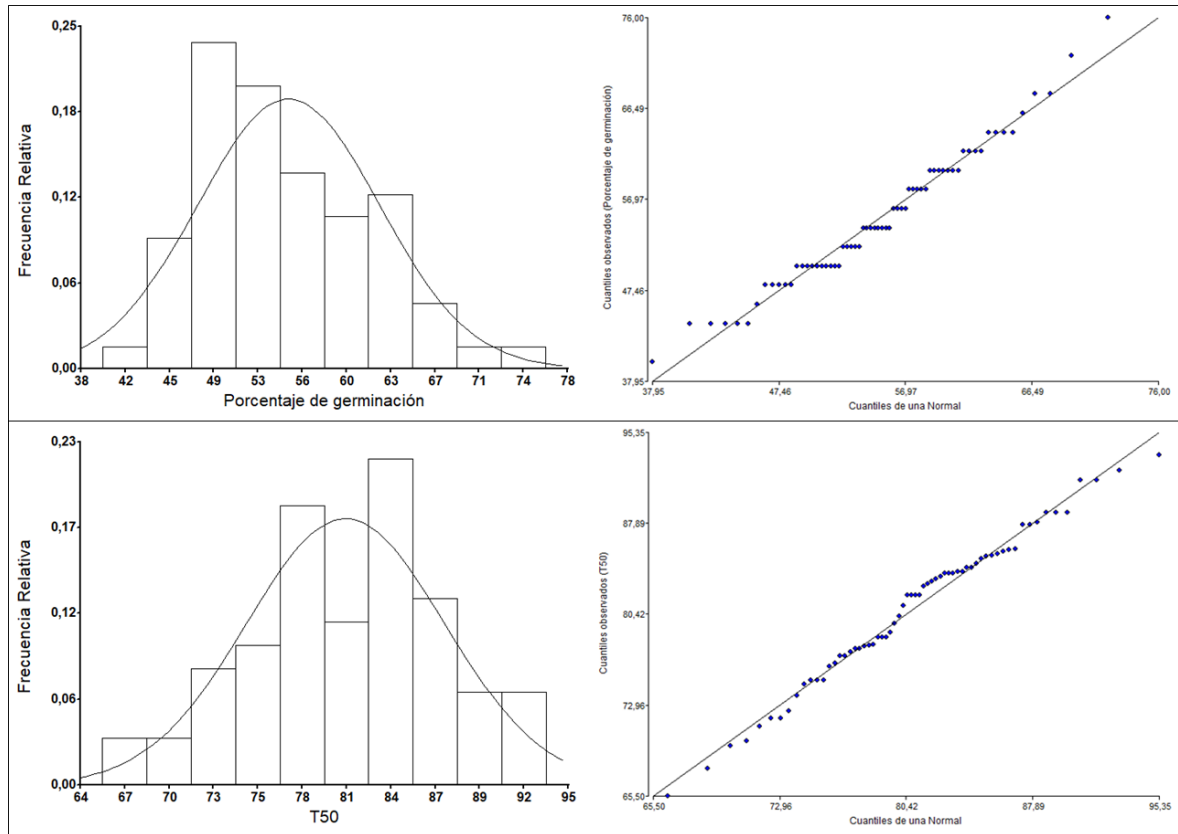 0,25
0,18
0,12
0,06
0,00
Frecuencia Relativa
38 42 45 49 53 56 60 63 67 71 74 78
Porcentaje de germinación
76,00
66,49
56,97
47,46
37,95
Cuantiles observados (Porcentaje de germinación)
37,95 47,46 56,97 66,49 76,00
Cuantiles de una Normal
0,23
0,17
0,12
0,06
0,00
Frecuencia Relativa
64 67 70 73 75 78 81 84 87 89 92 95
T50
95,35
87,89
80,42
72,96
65,50
Cuantiles observados (T50)
65,50 72,96 80,42 87,89 95,35
Cuantiles de una Normal